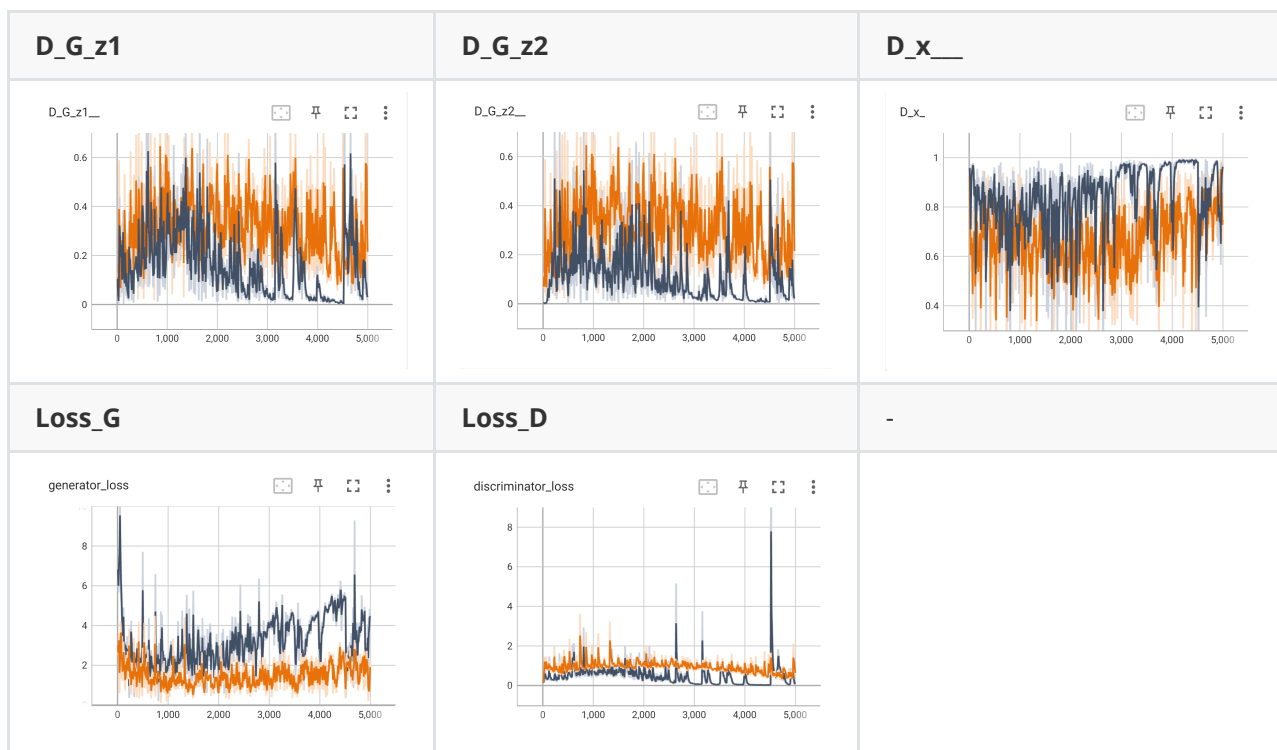 D_G_z1
D_G_z2
D_x___
D_G_z1__
0.6
0.4
0.2
0
0 1,000 2,000 3,000 4,000 5,000
D_G_z2__
0.6
0.4
0.2
0
0 1,000 2,000 3,000 4,000 5,000
D_x_
1
0.8
0.6
0.4
0 1,000 2,000 3,000 4,000 5,000
Loss_G
Loss_D
-
generator_loss
8
6
4
2
0 1,000 2,000 3,000 4,000 5,000
discriminator_loss
8
6
4
2
0
0 1,000 2,000 3,000 4,000 5,000